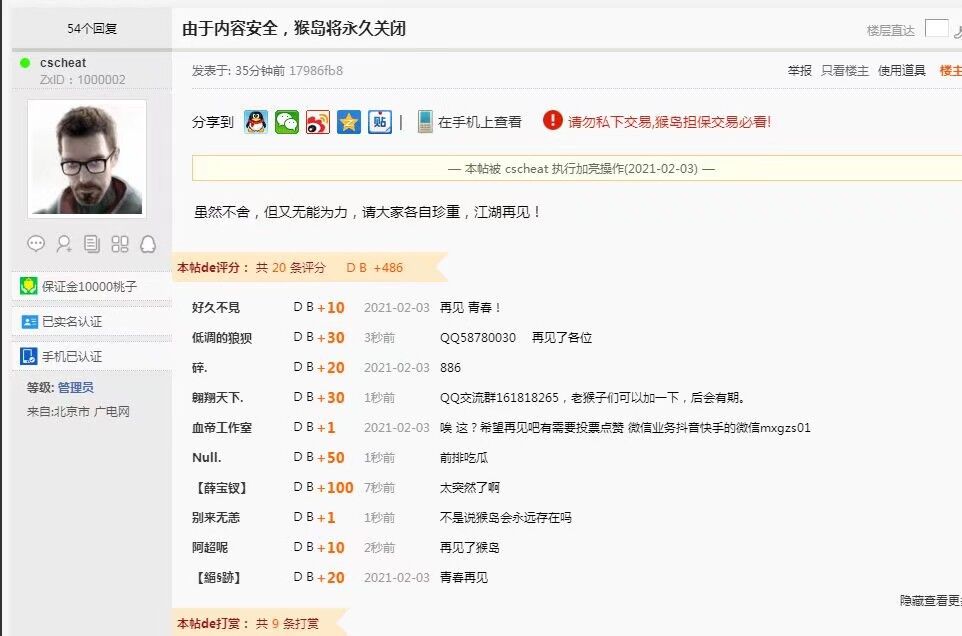 54个回复
由于内容安全，猴岛将永久关闭
楼层直达
cscheat
ZxID：1000002
发表于: 35分钟前 17986fb8
举报 只看楼主 使用道具 楼主
分享到
贴
| 在手机上查看
请勿私下交易,猴岛担保交易必看!
— 本帖被 cscheat 执行加亮操作(2021-02-03) —
虽然不舍，但又无能为力，请大家各自珍重，江湖再见！
保证金10000桃子
已实名认证
手机已认证
等级: 管理员
来自:北京市 广电网
本帖de评分： 共 20 条评分 DB +486
好久不見 DB +10 2021-02-03 再见 青春！
低调的狼狈 DB +30 3秒前 QQ58780030 再见了各位
碎. DB +20 2021-02-03 886
翱翔天下. DB +30 1秒前 QQ交流群161818265，老猴子们可以加一下，后会有期。
血帝工作室 DB +1 2021-02-03 唉 这？希望再见吧有需要投票点赞 微信业务抖音快手的微信mxgzs01
Null. DB +50 1秒前 前排吃瓜
【薛宝钗】 DB +100 7秒前 太突然了啊
别来无恙 DB +1 1秒前 不是说猴岛会永远存在吗
阿超呢 DB +10 2秒前 再见了猴岛
【絕§跡】 DB +20 2021-02-03 青春再见
隐藏查看更
本帖de打赏： 共 9 条打赏